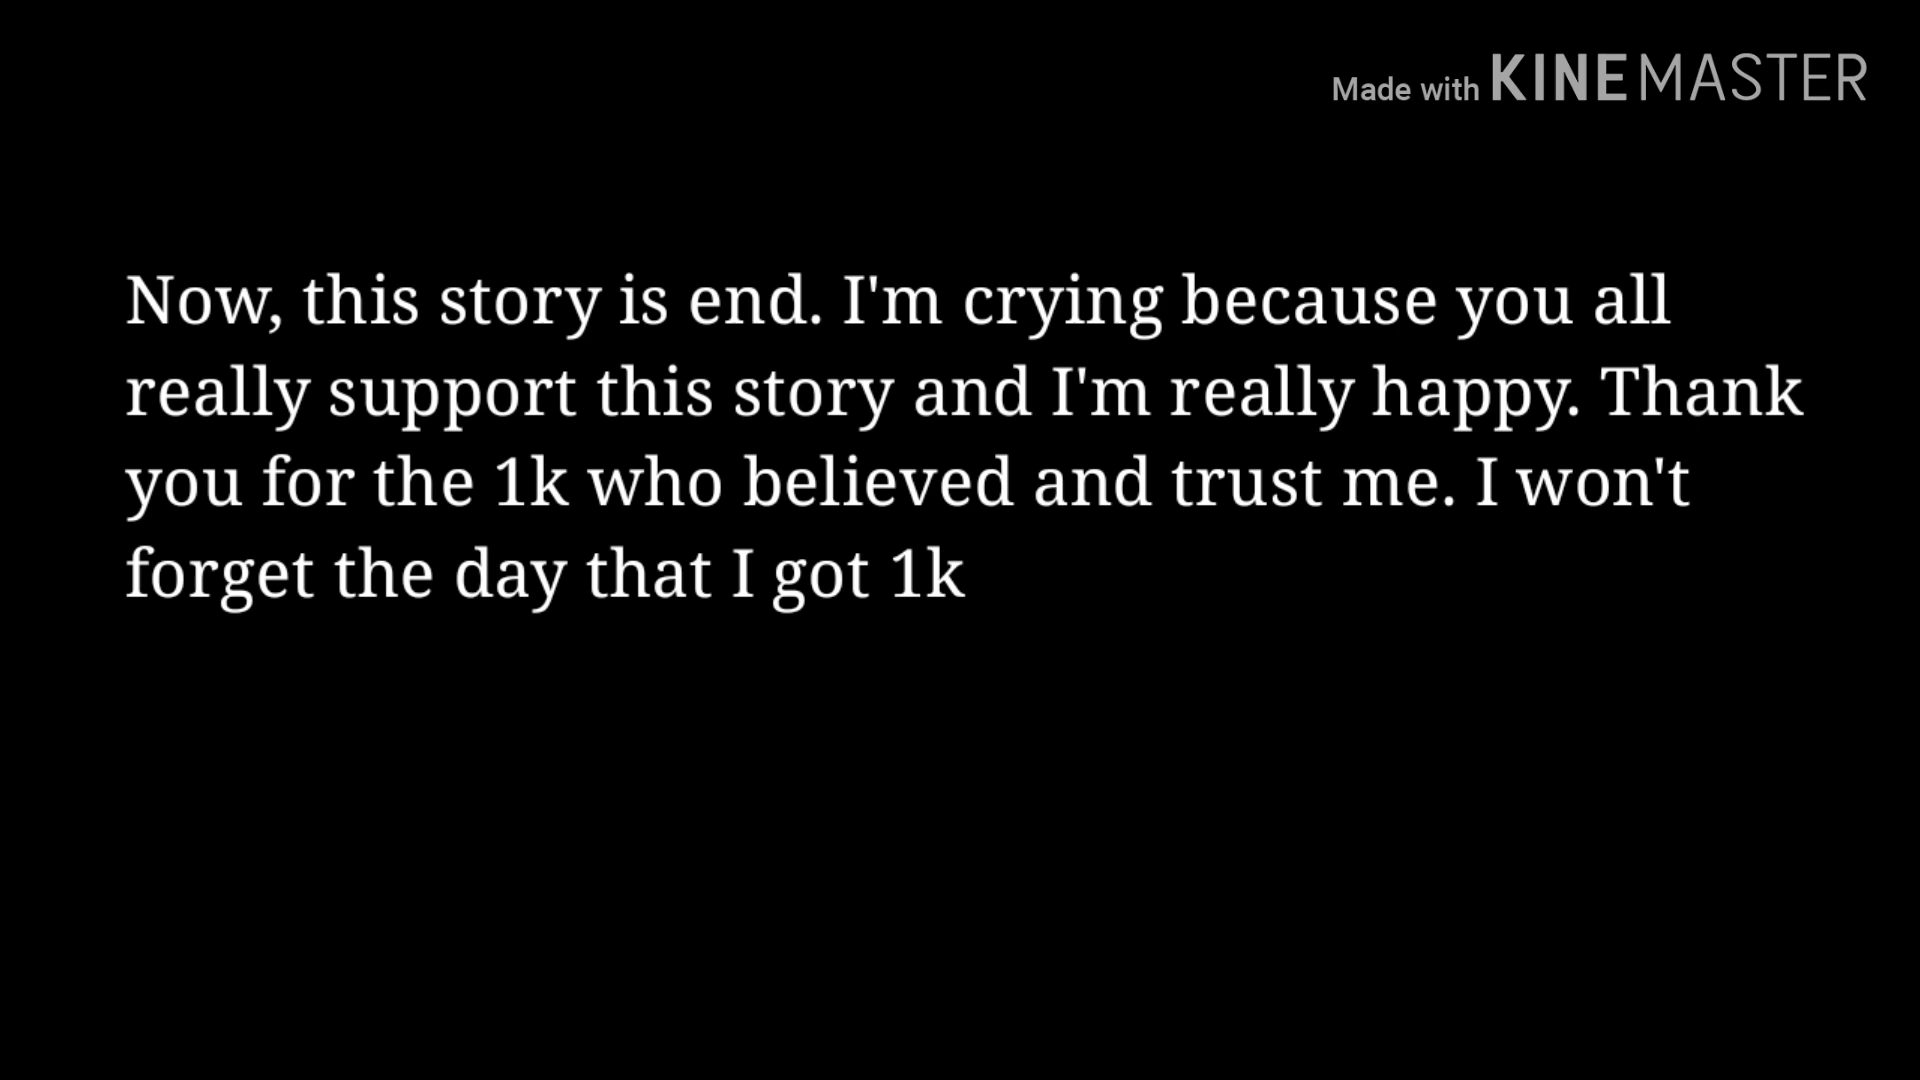 Made with KINEMASTER
Now, this story is end. I'm crying because you all
really support this story and I'm really happy. Thank
you for the 1k who believed and trust me. I won't
forget the day that I got 1k